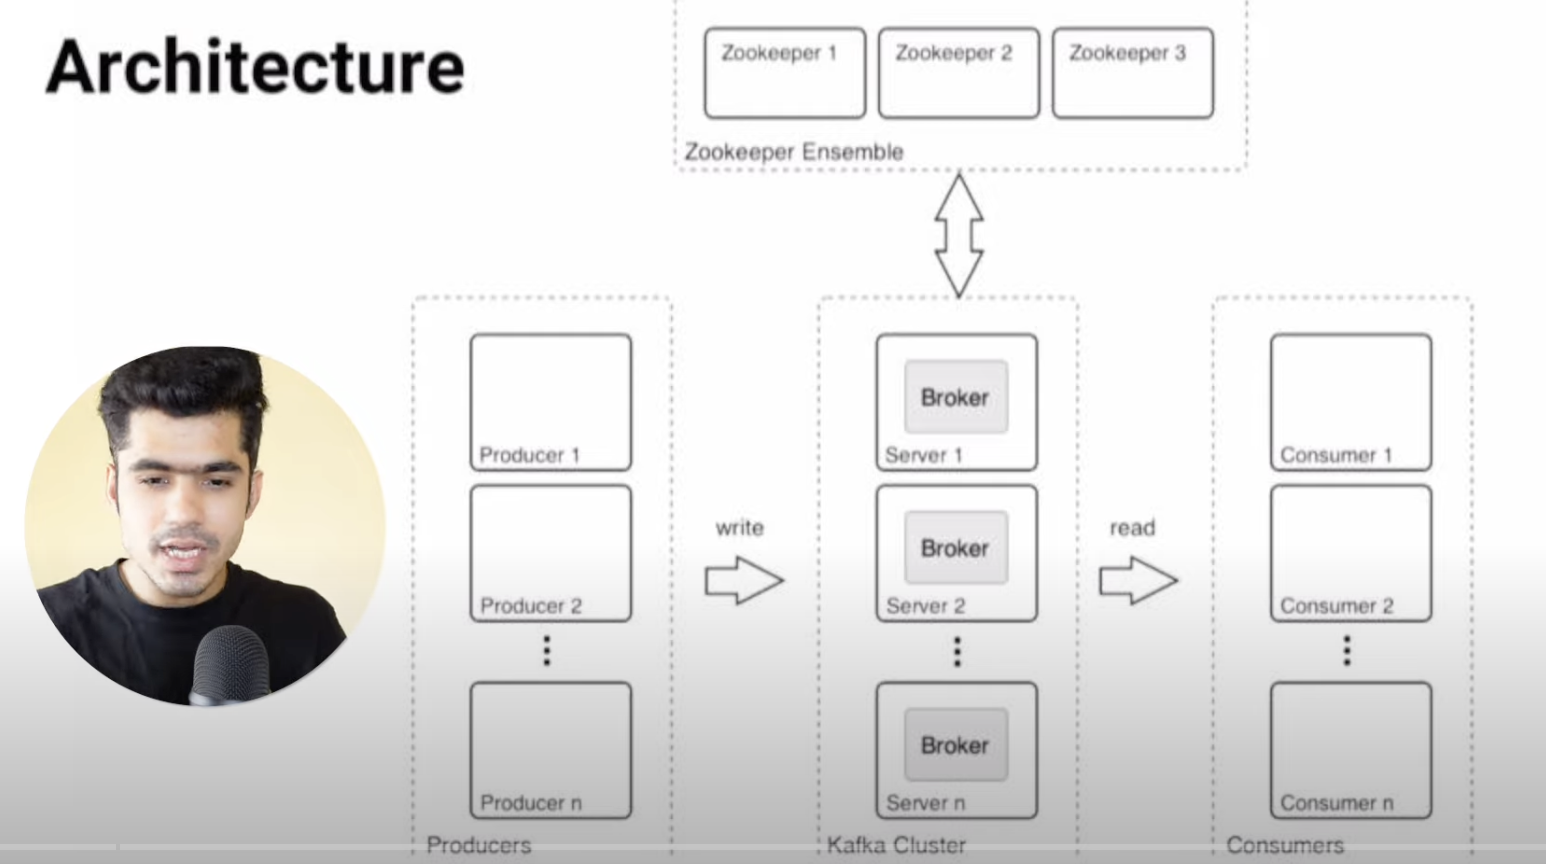 Architecture
Zookeeper 1
Zookeeper 2
Zookeeper 3
Zookeeper Ensemble
Producer 1
Producer 2
Producer n
Producers
write
Broker
Server 1
Broker
Server 2
Broker
Server n
Kafka Cluster
read
Consumer 1
Consumer 2
Consumer n
Consumers